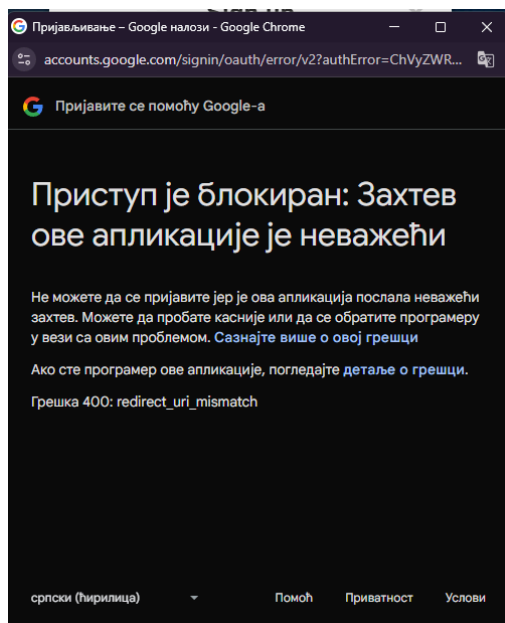 Sign up
Пријављивање – Google налози - Google Chrome
accounts.google.com/signin/oauth/error/v2?authError=ChVyZWR...
Пријавите се помоћу Google-а
Приступ је блокиран: Захтев
ове апликације је неважећи
Не можете да се пријавите јер је ова апликација послала неважећи
захтев. Можете да пробате касније или да се обратите програмеру
у вези са овим проблемом. Сазнајте више о овој грешци
Ако сте програмер ове апликације, погледајте детаље о грешци.
Грешка 400: redirect_uri_mismatch
српски (ћирилица) Помоћ Приватност Услови